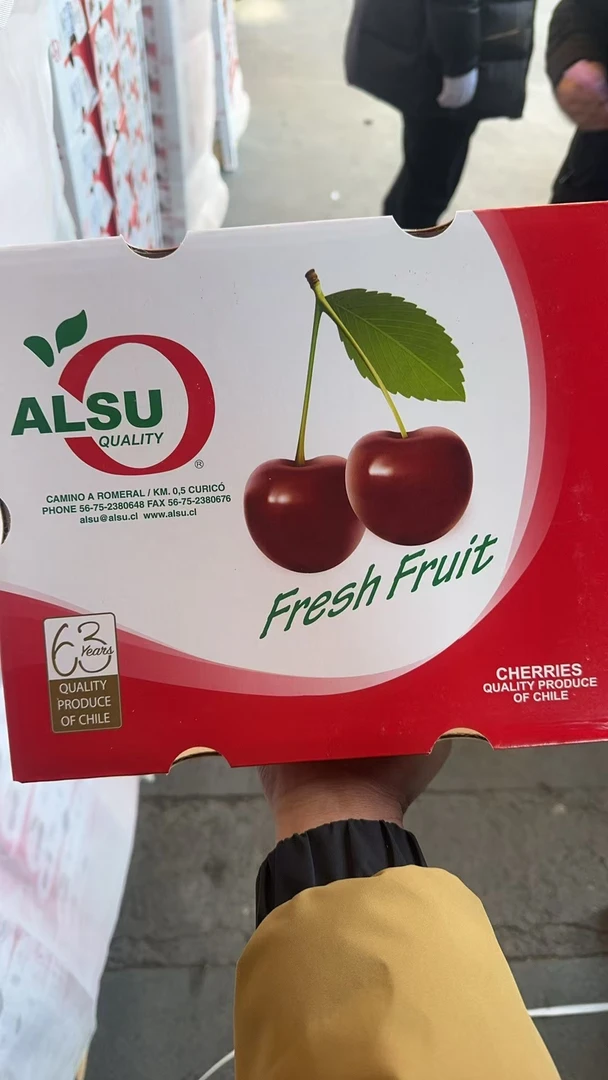 ALSU
QUALITY
®
CAMINO A ROMERAL / KM. 0,5 CURICÓ
PHONE 56-75-2380648 FAX 56-75-2380676
alsu@alsu.cl www.alsu.cl
Fresh Fruit
63 Years
QUALITY
PRODUCE
OF CHILE
CHERRIES
QUALITY PRODUCE
OF CHILE